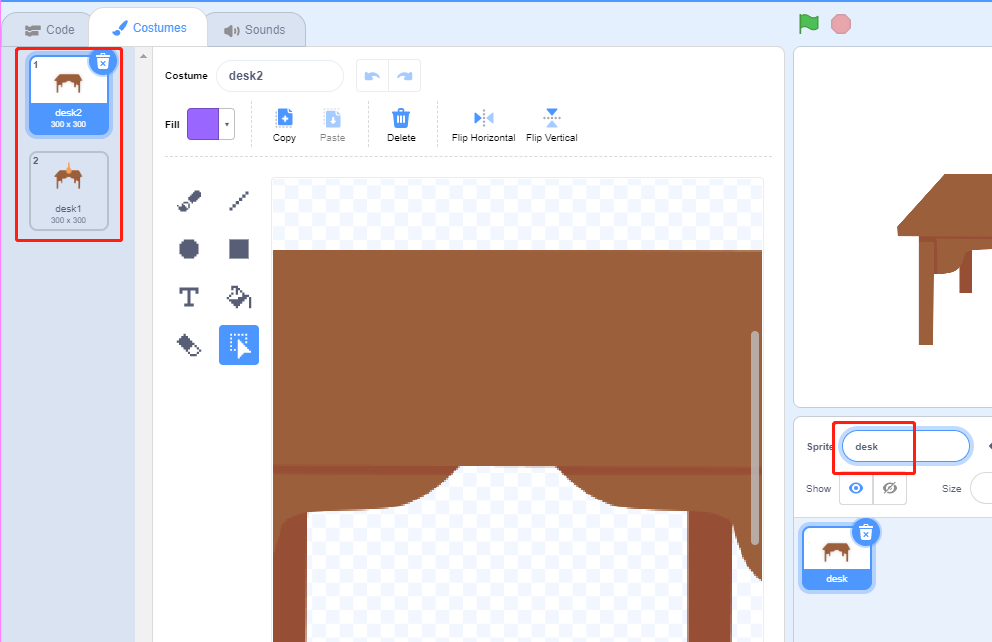 Code
Costumes
Sounds
1
desk2
300 x 300
2
desk1
300 x 300
Costume
desk2
Fill
Copy
Paste
Delete
Flip Horizontal
Flip Vertical
T
Sprite
desk
Show
Size
desk